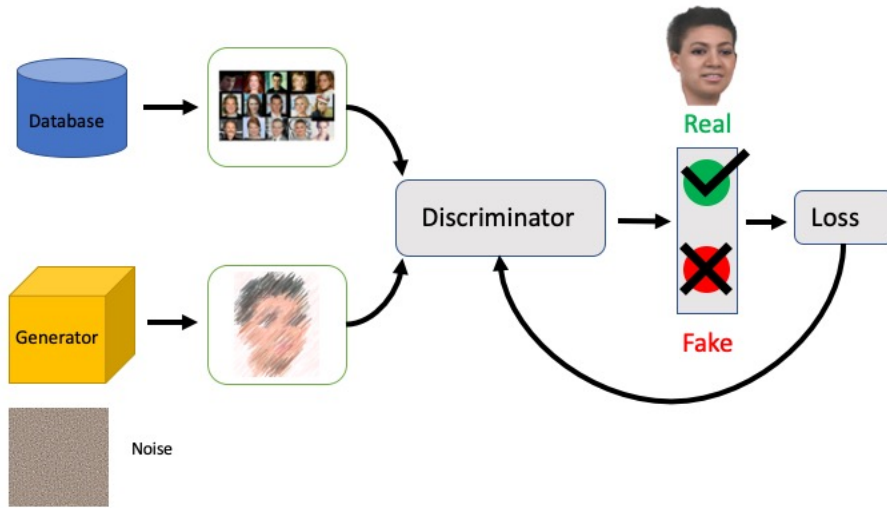 Database
Real
Discriminator
Loss
Generator
Fake
Noise